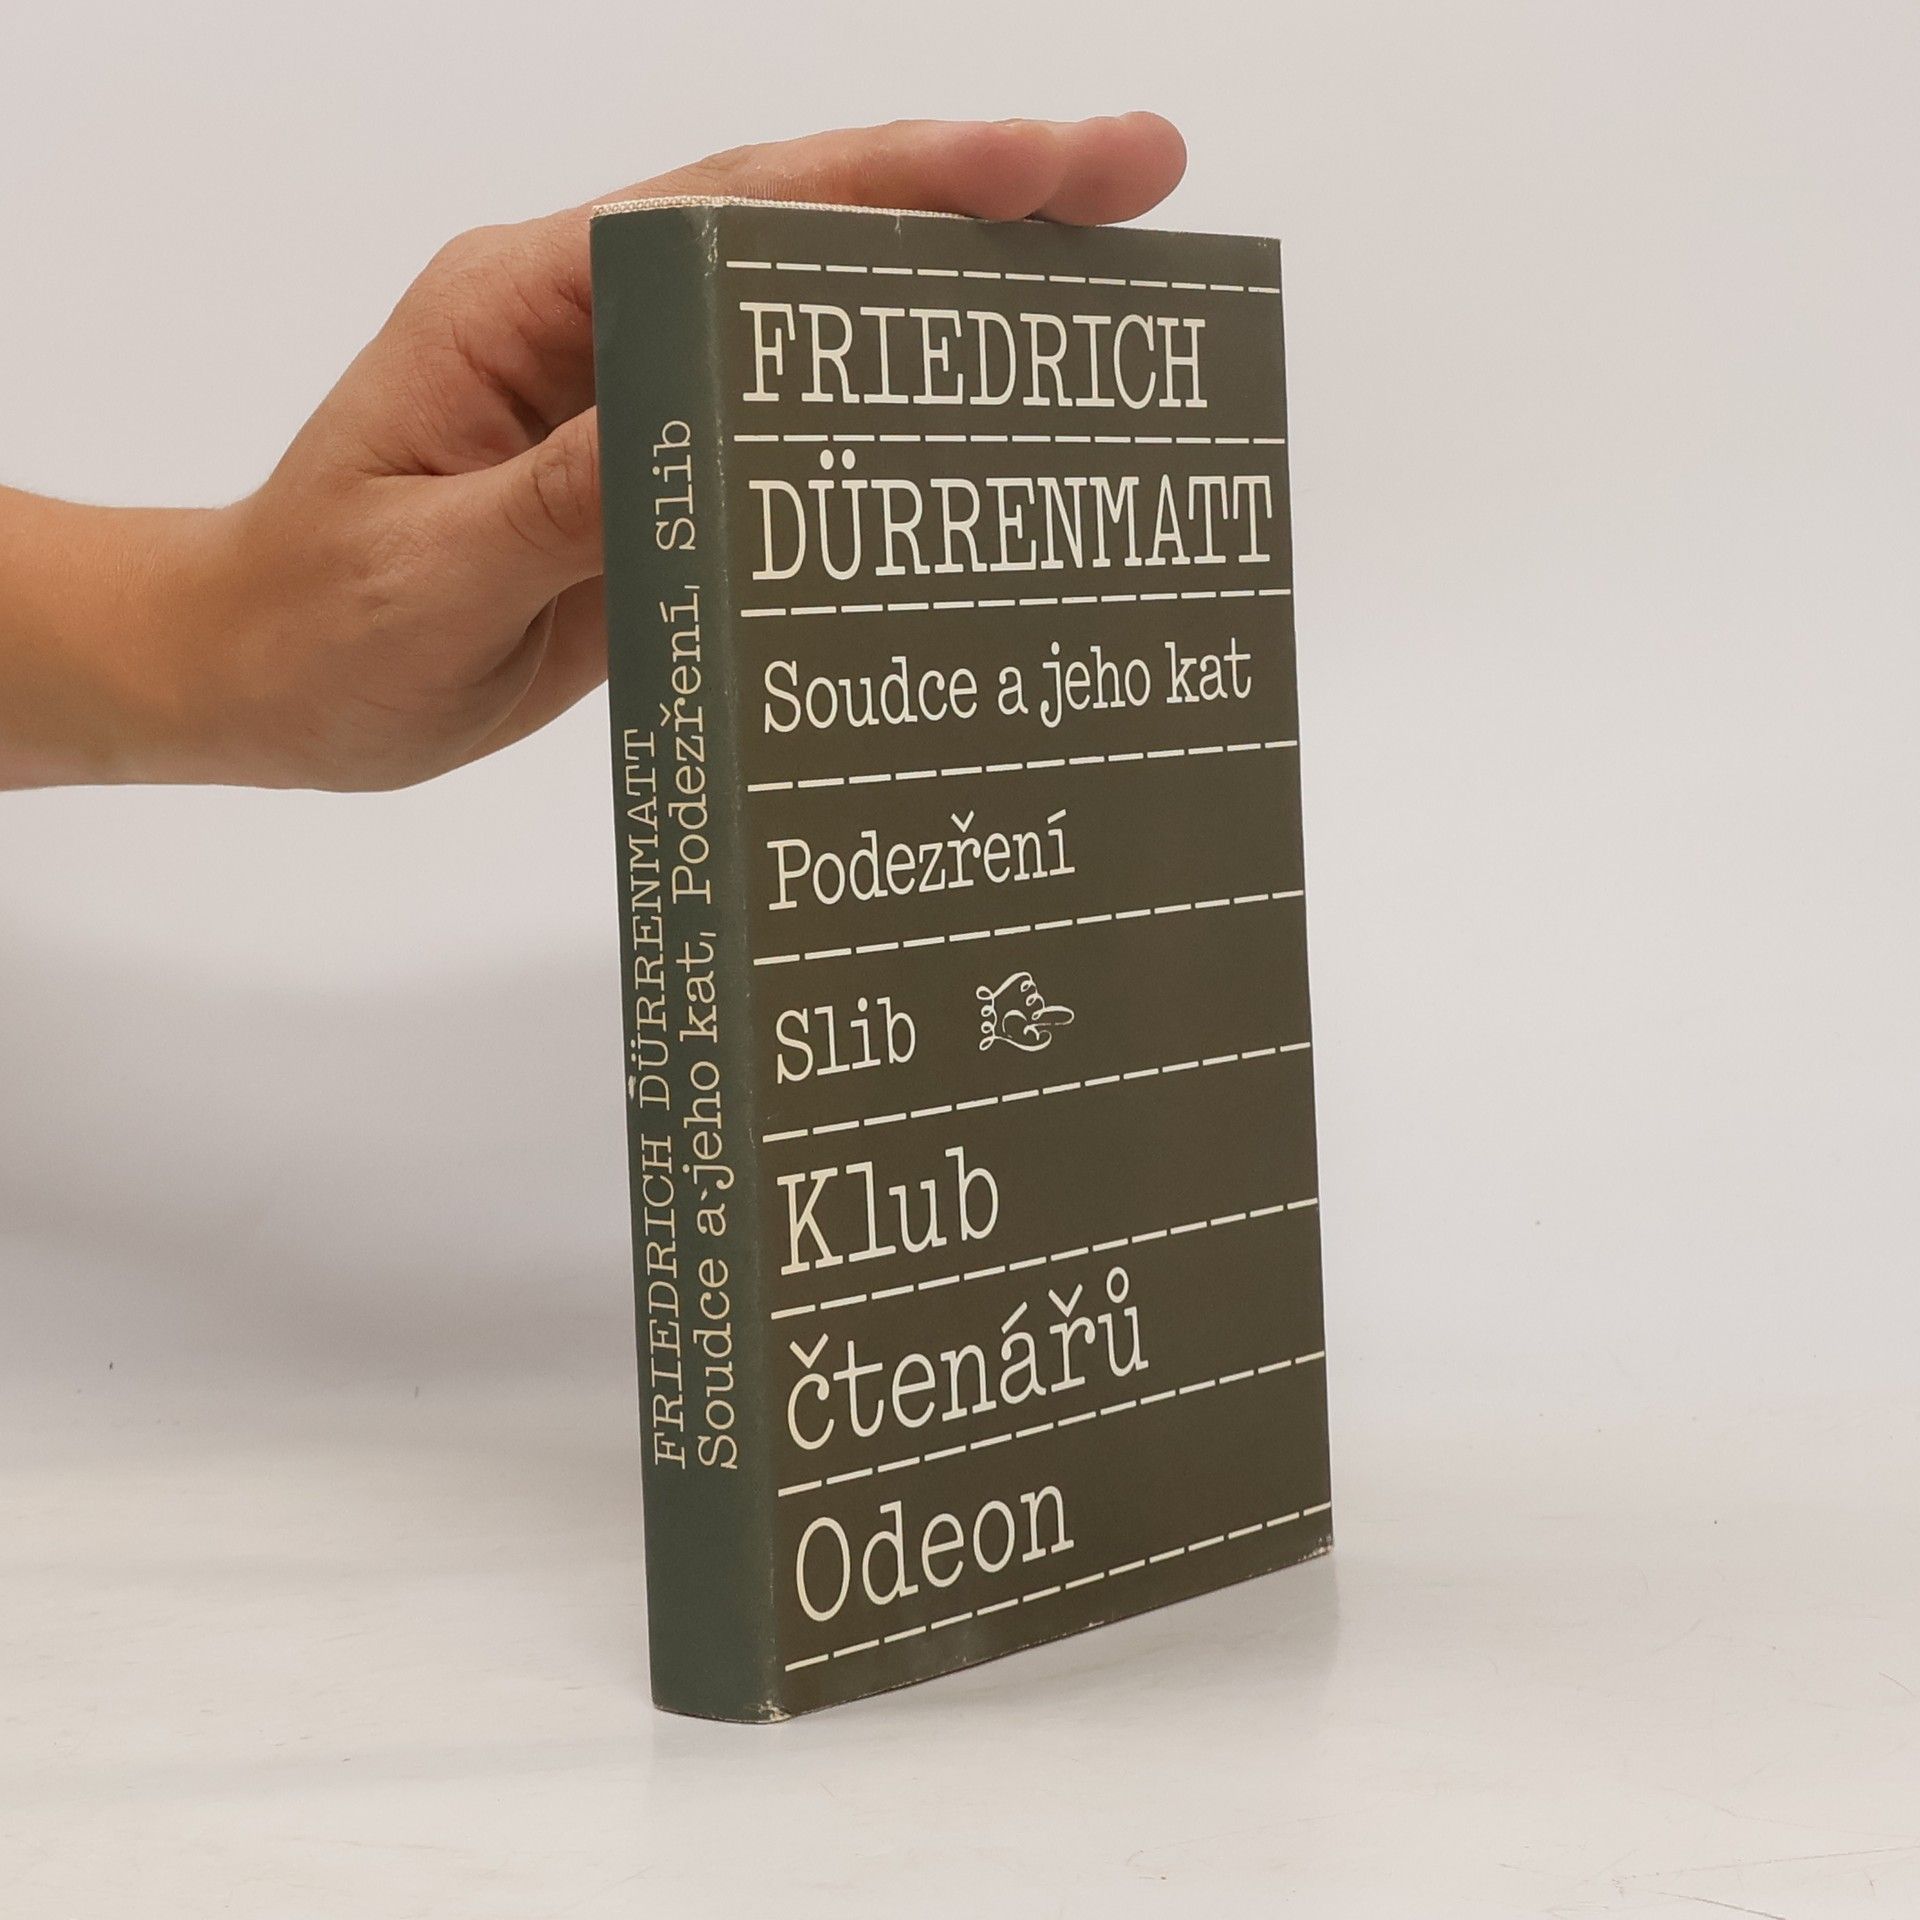 FRIEDRICH DÜRRENMATT
Soudce a jeho kat, Podezření, Slib
FRIEDRICH
DÜRRENMATT
Soudce a jeho kat
Podezření
Slib
Klub
čtenářů
Odeon